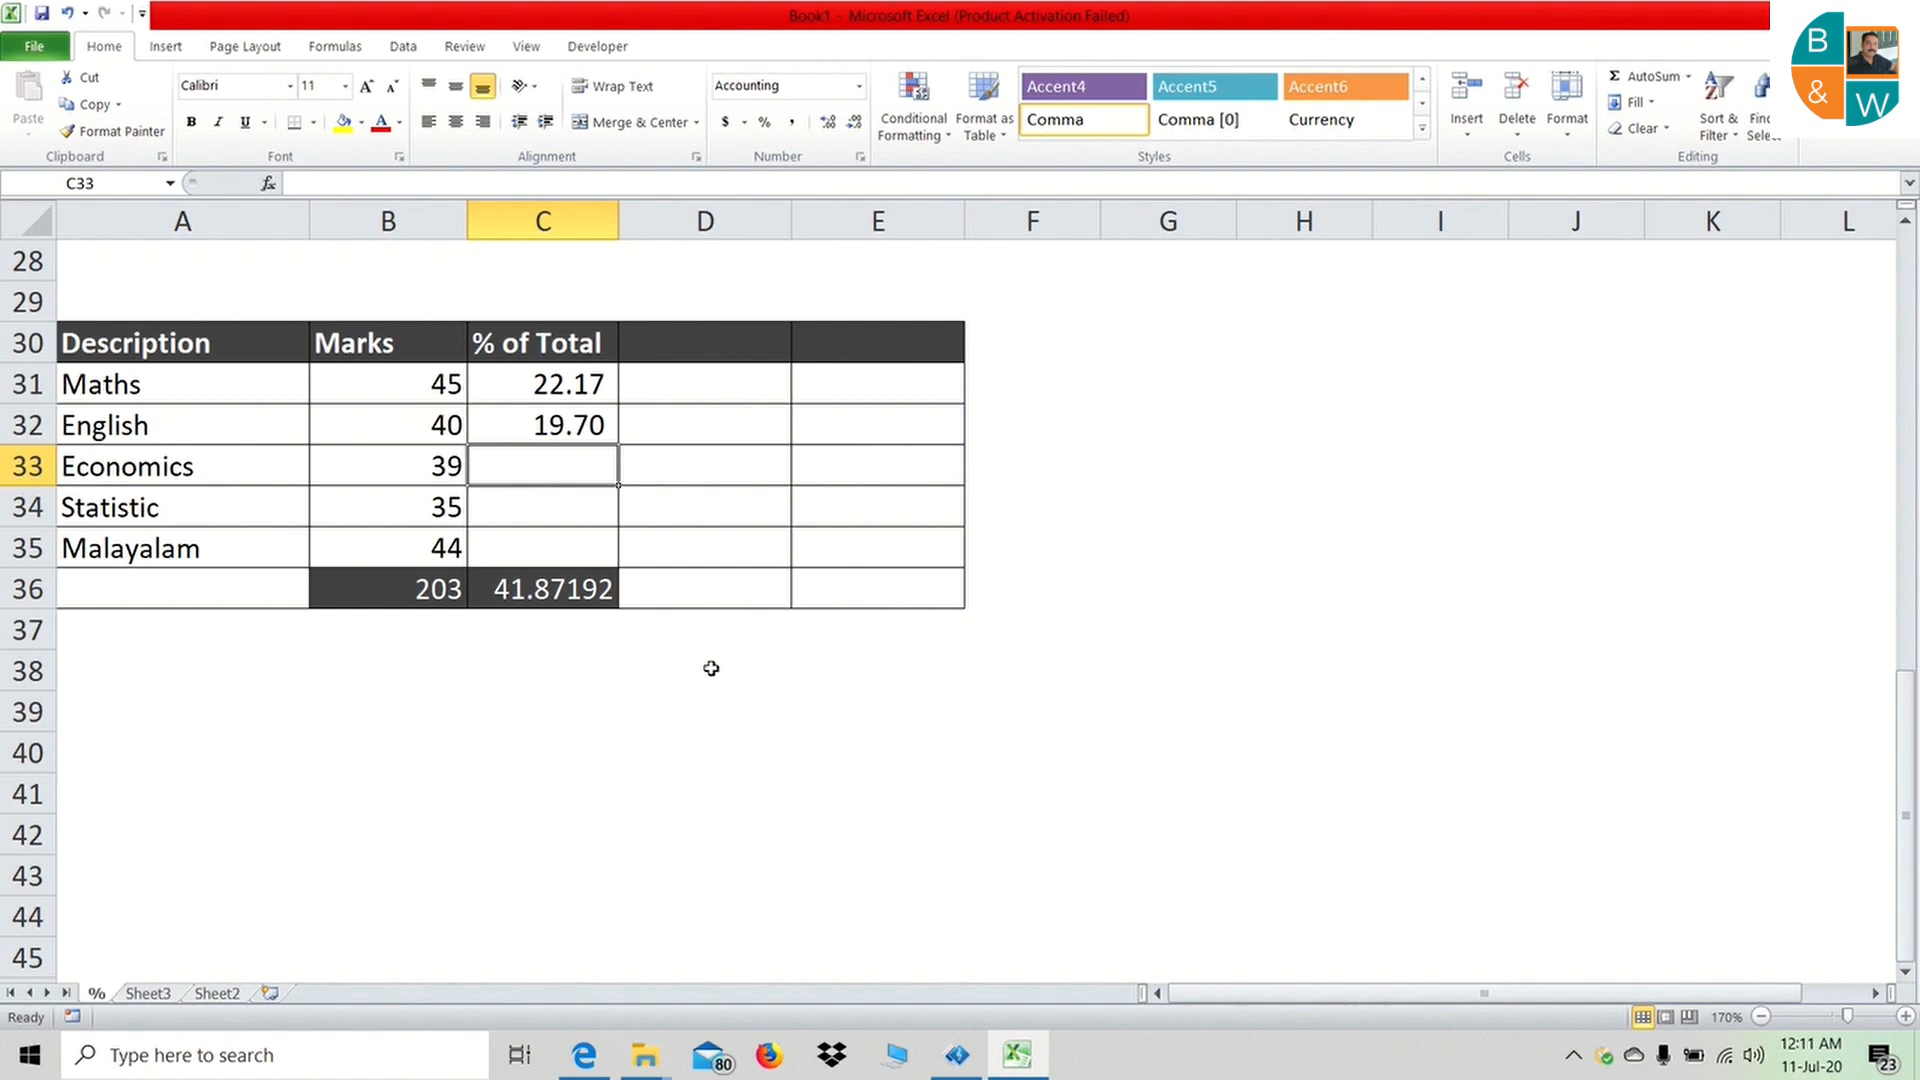 Book1 - Microsoft Excel (Product Activation Failed)
File Home Insert Page Layout Formulas Data Review View Developer
B
& W
Paste
Cut
Copy
Format Painter
Clipboard
Calibri 11
B I U
Font
Wrap Text
Merge & Center
Alignment
Accounting
$ % ,
Number
Conditional Formatting
Format as Table
Accent4 Accent5 Accent6
Comma Comma [0] Currency
Styles
Insert Delete Format
Cells
AutoSum
Fill
Clear
Sort & Filter
Editing
C33 fx
A B C D E F G H I J K L
28
29
30 Description Marks % of Total
31 Maths 45 22.17
32 English 40 19.70
33 Economics 39
34 Statistic 35
35 Malayalam 44
36 203 41.87192
37
38
39
40
41
42
43
44
45
% Sheet3 Sheet2
Ready 170%
Type here to search 80 12:11 AM
11-Jul-20 23